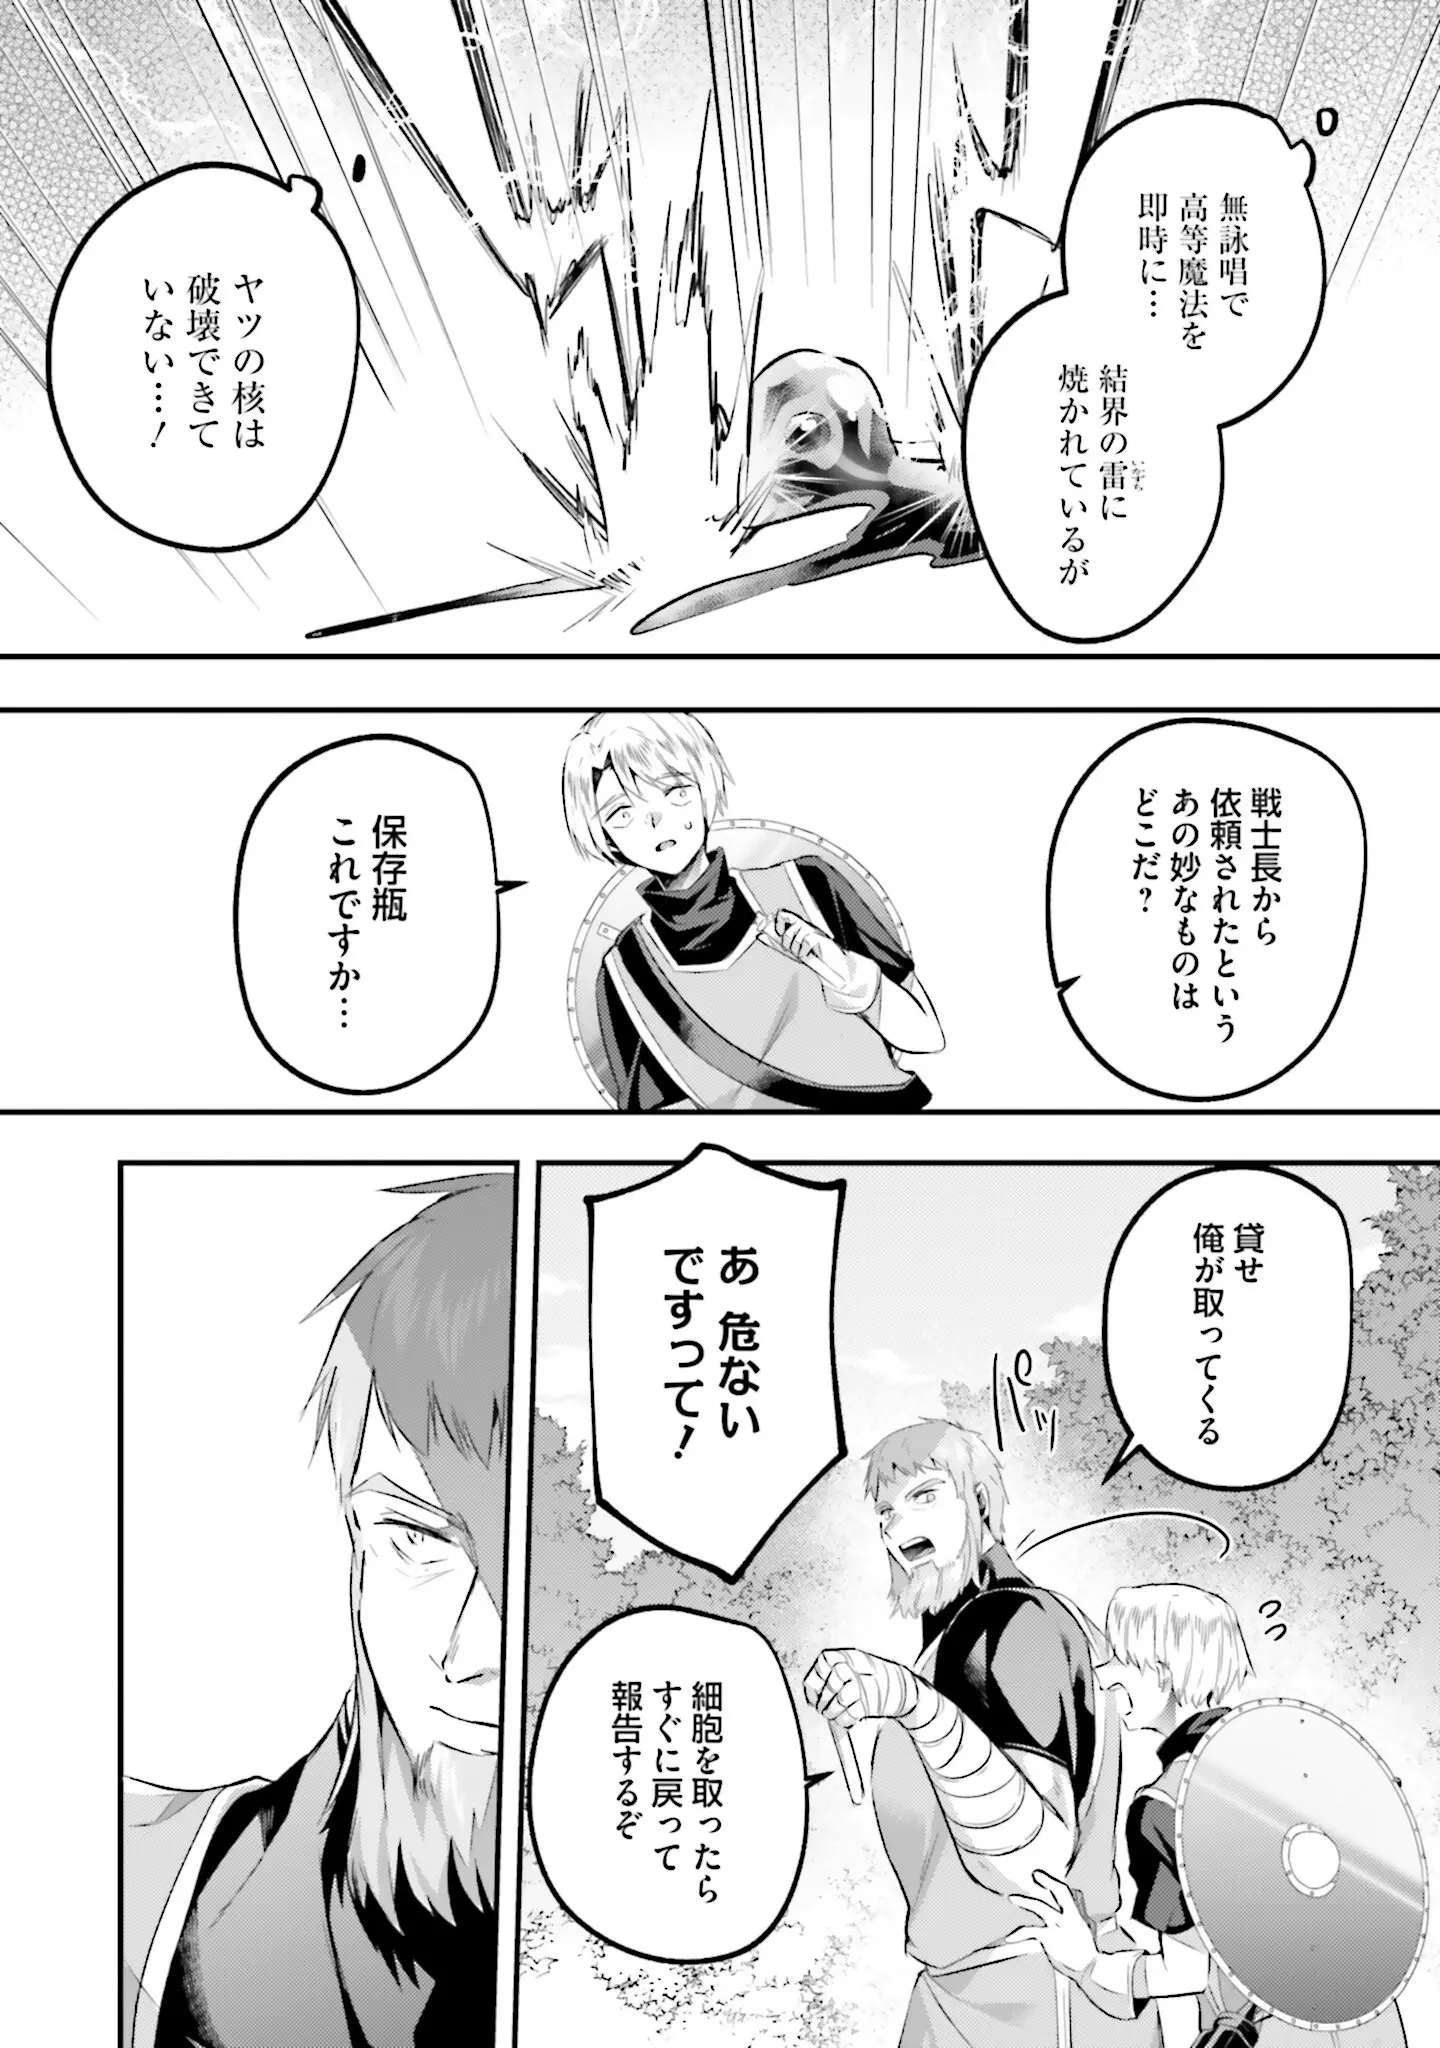 無詠唱で
高等魔法を
即時に…
結界の雷に
いかずち
焼かれているが
ヤツの核は
破壊できて
いない…！
戦士長から
依頼されたという
あの妙なものは
どこだ？
保存瓶
これですか…
貸せ
俺が取ってくる
パッ
あ 危ない
ですって！
細胞を取ったら
すぐに戻って
報告するぞ